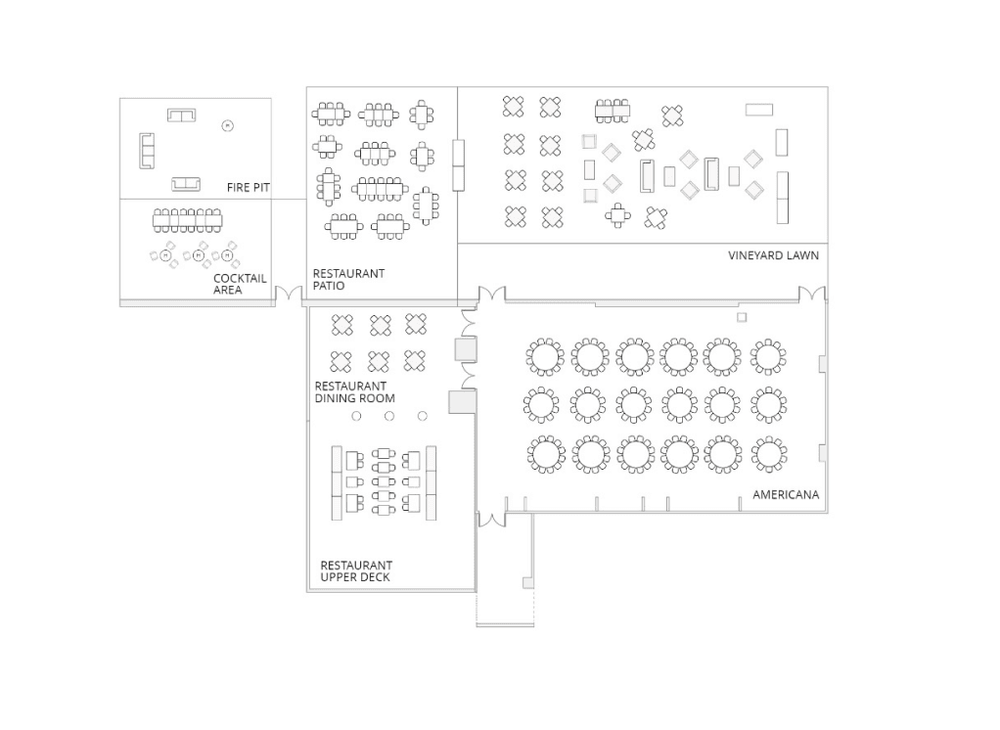 FIRE PIT
COCKTAIL
AREA
RESTAURANT
PATIO
VINEYARD LAWN
RESTAURANT
DINING ROOM
AMERICANA
RESTAURANT
UPPER DECK